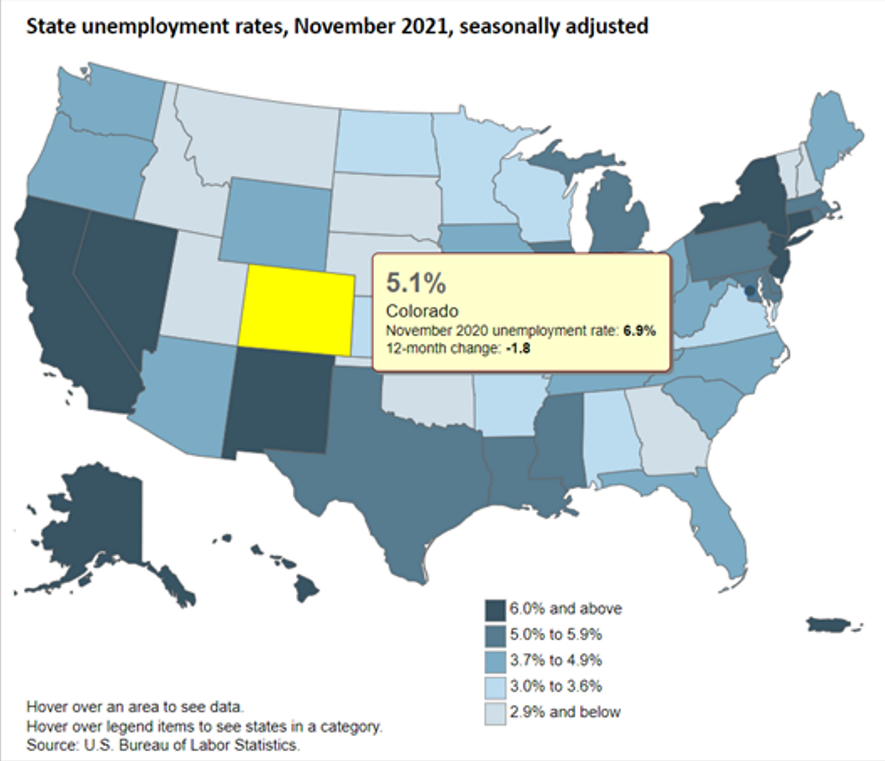 State unemployment rates, November 2021, seasonally adjusted
5.1%
Colorado
November 2020 unemployment rate: 6.9%
12-month change: -1.8
6.0% and above
5.0% to 5.9%
3.7% to 4.9%
3.0% to 3.6%
2.9% and below
Hover over an area to see data.
Hover over legend items to see states in a category.
Source: U.S. Bureau of Labor Statistics.